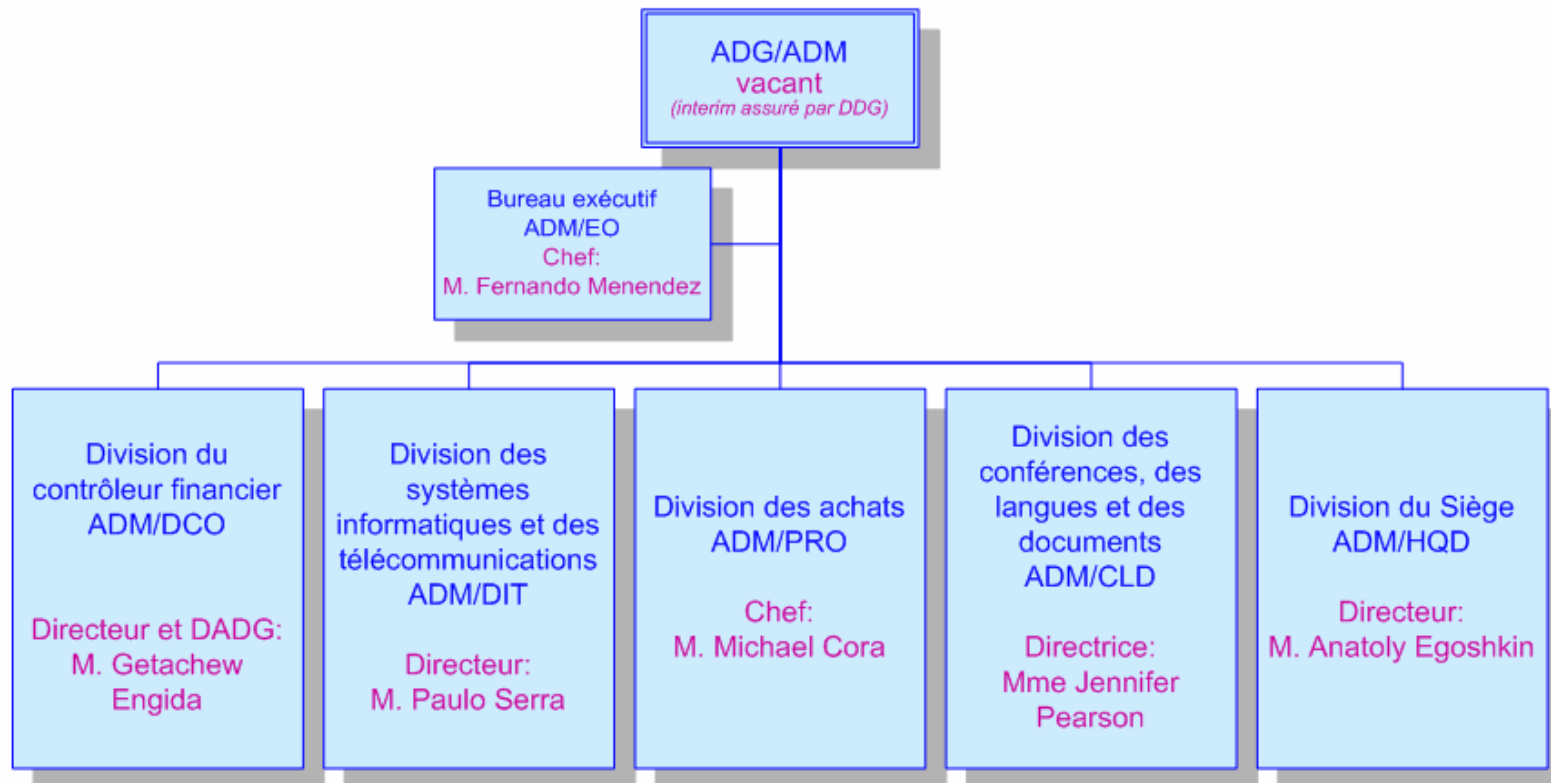 ADG/ADM
vacant
(interim assuré par DDG)
Bureau exécutif
ADM/EO
Chef:
M. Fernando Menendez
Division du
contrôleur financier
ADM/DCO
Directeur et DADG:
M. Getachew
Engida
Division des
systèmes
informatiques et des
télécommunications
ADM/DIT
Directeur:
M. Paulo Serra
Division des achats
ADM/PRO
Chef:
M. Michael Cora
Division des
conférences, des
langues et des
documents
ADM/CLD
Directrice:
Mme Jennifer
Pearson
Division du Siège
ADM/HQD
Directeur:
M. Anatoly Egoshkin